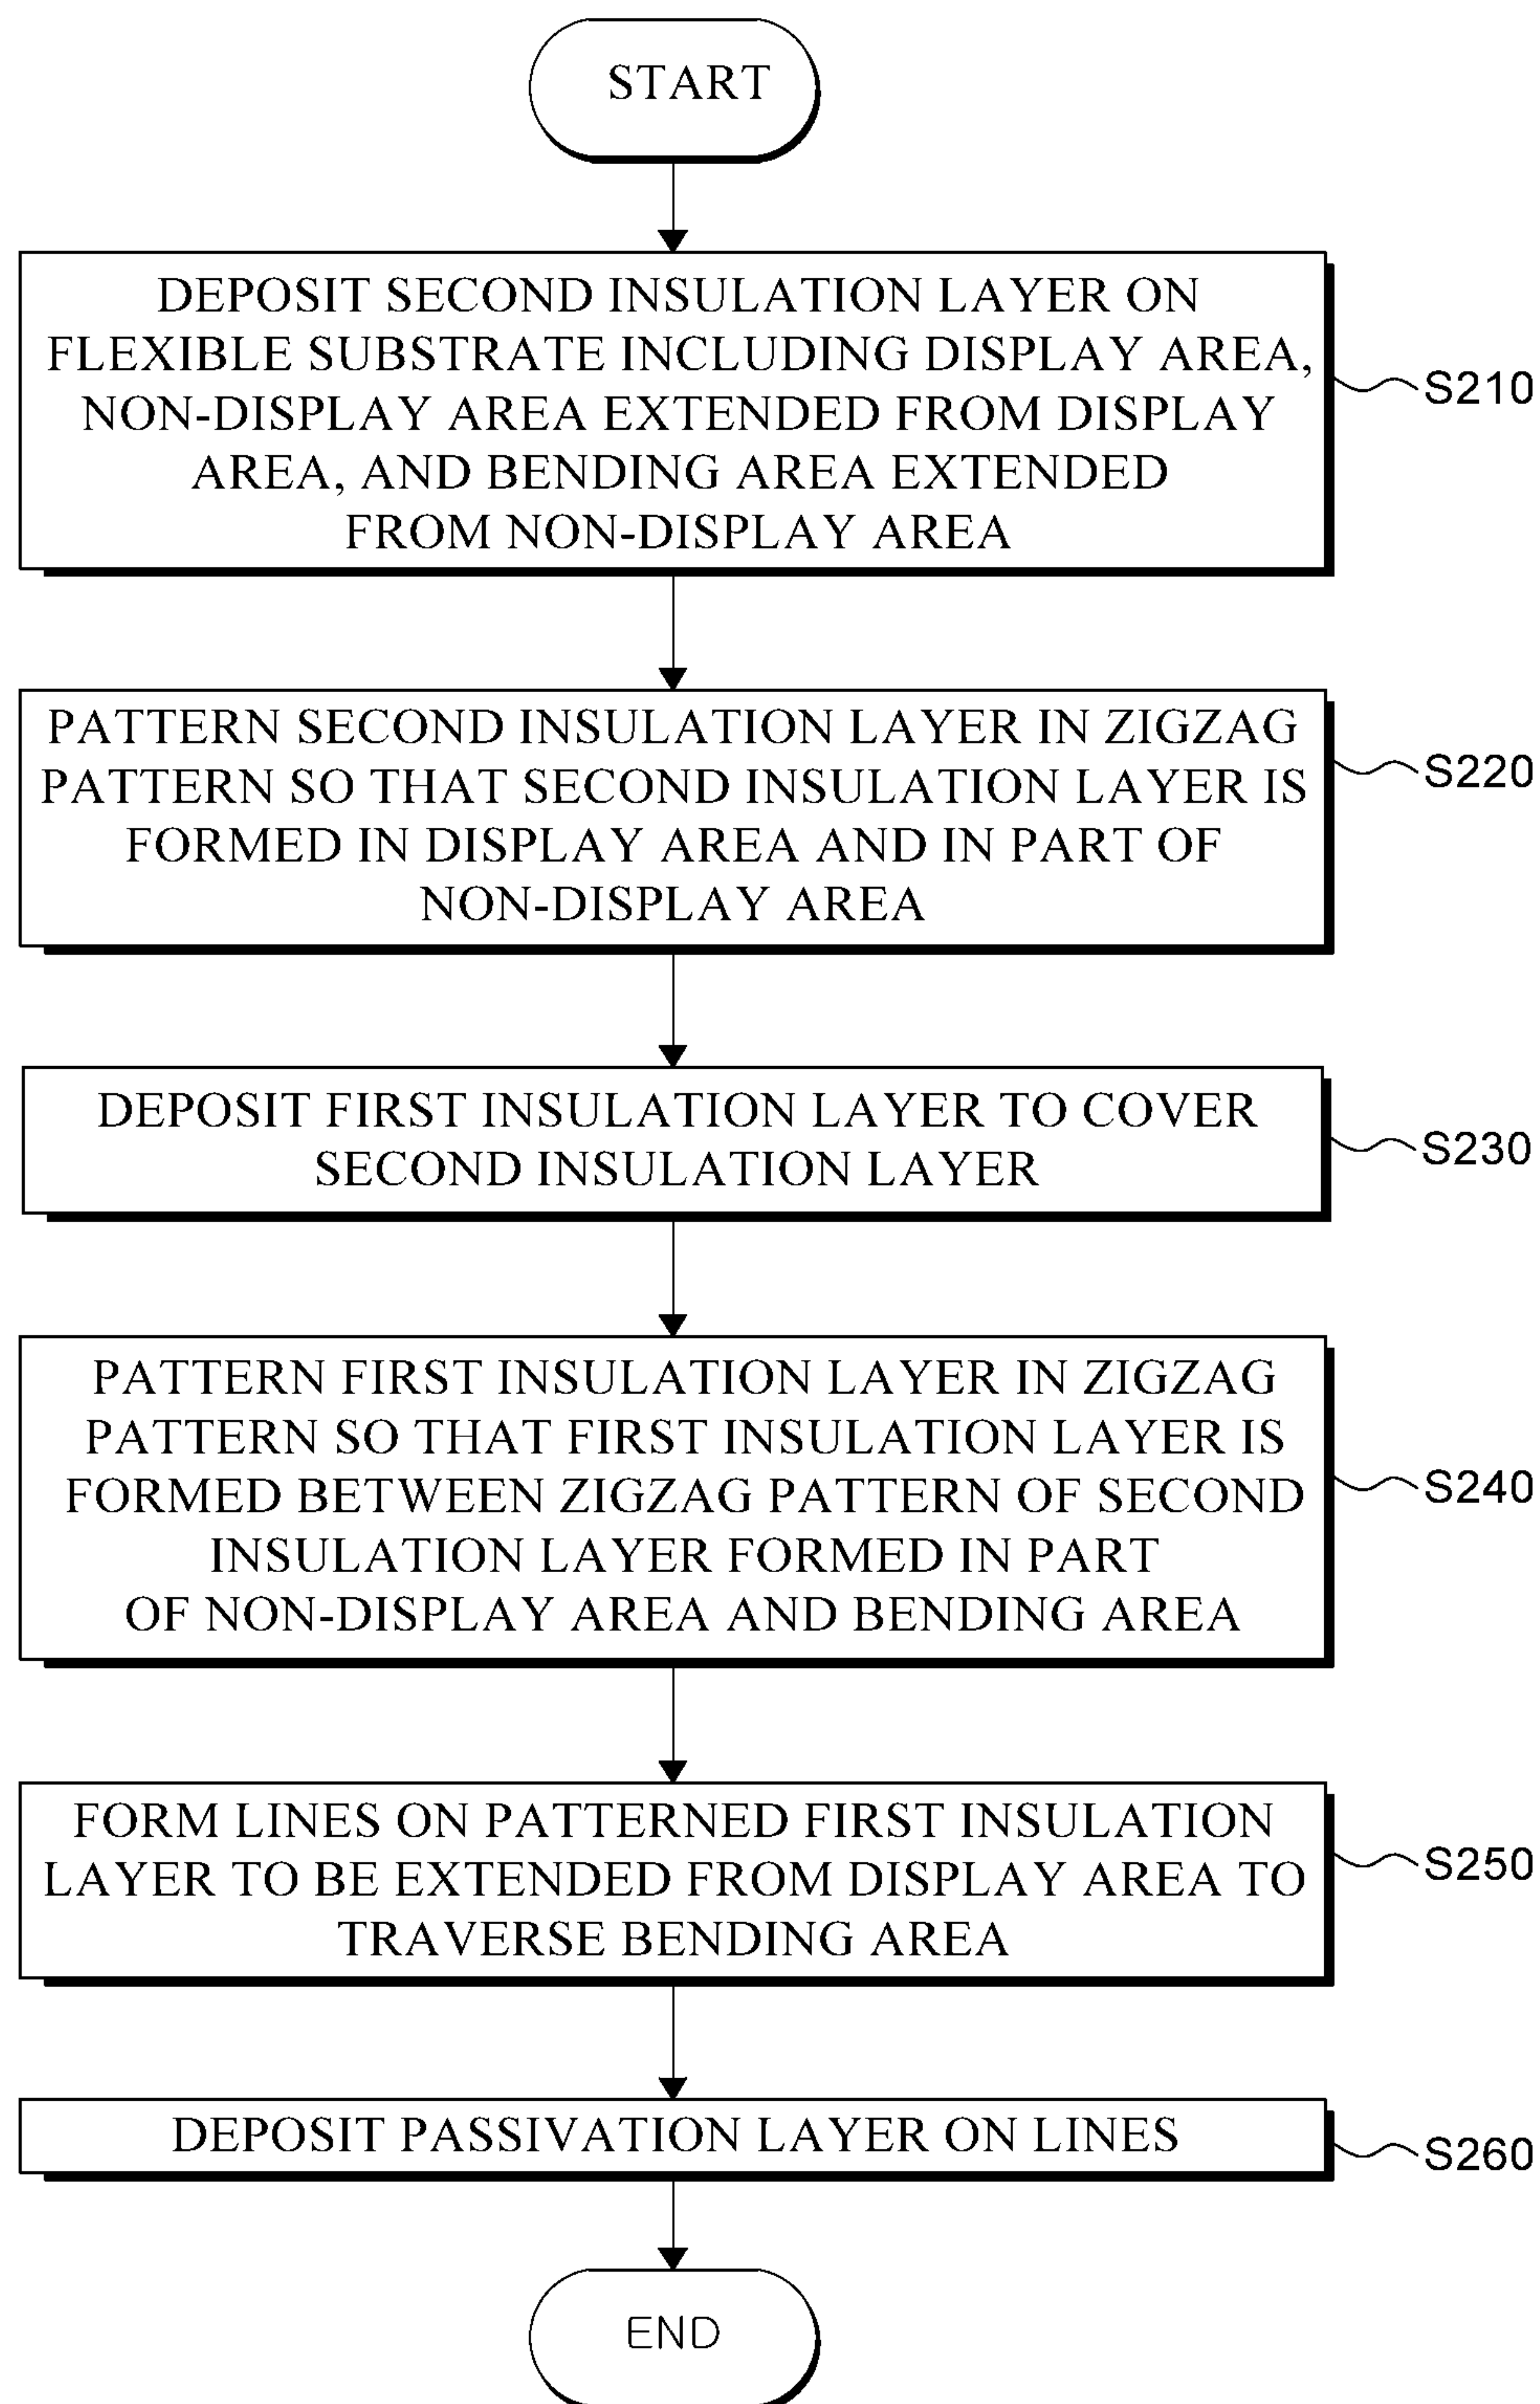 START
DEPOSIT SECOND INSULATION LAYER ON
FLEXIBLE SUBSTRATE INCLUDING DISPLAY AREA,
NON-DISPLAY AREA EXTENDED FROM DISPLAY
AREA, AND BENDING AREA EXTENDED
FROM NON-DISPLAY AREA
S210
PATTERN SECOND INSULATION LAYER IN ZIGZAG
PATTERN SO THAT SECOND INSULATION LAYER IS
FORMED IN DISPLAY AREA AND IN PART OF
NON-DISPLAY AREA
S220
DEPOSIT FIRST INSULATION LAYER TO COVER
SECOND INSULATION LAYER
S230
PATTERN FIRST INSULATION LAYER IN ZIGZAG
PATTERN SO THAT FIRST INSULATION LAYER IS
FORMED BETWEEN ZIGZAG PATTERN OF SECOND
INSULATION LAYER FORMED IN PART
OF NON-DISPLAY AREA AND BENDING AREA
S240
FORM LINES ON PATTERNED FIRST INSULATION
LAYER TO BE EXTENDED FROM DISPLAY AREA TO
TRAVERSE BENDING AREA
S250
DEPOSIT PASSIVATION LAYER ON LINES
S260
END